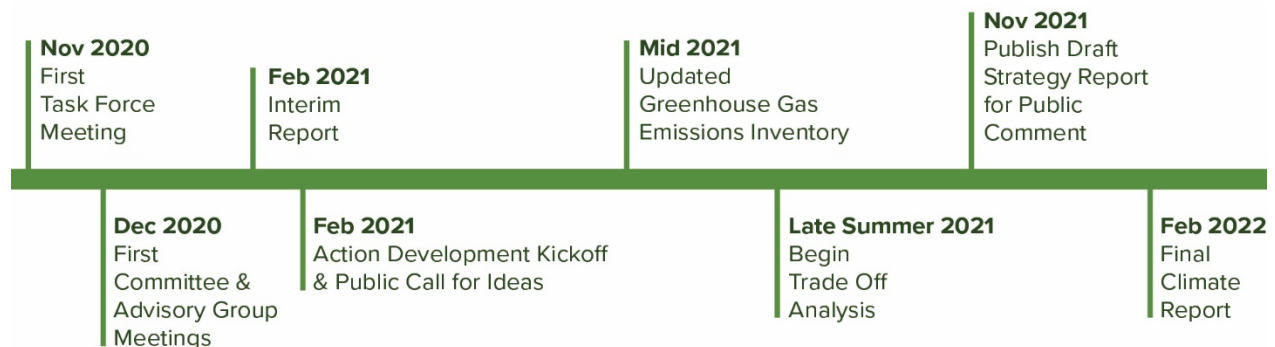 Nov 2020
First
Task Force
Meeting
Dec 2020
First
Committee &
Advisory Group
Meetings
Feb 2021
Interim
Report
Feb 2021
Action Development Kickoff
& Public Call for Ideas
Mid 2021
Updated
Greenhouse Gas
Emissions Inventory
Late Summer 2021
Begin
Trade Off
Analysis
Nov 2021
Publish Draft
Strategy Report
for Public
Comment
Feb 2022
Final
Climate
Report